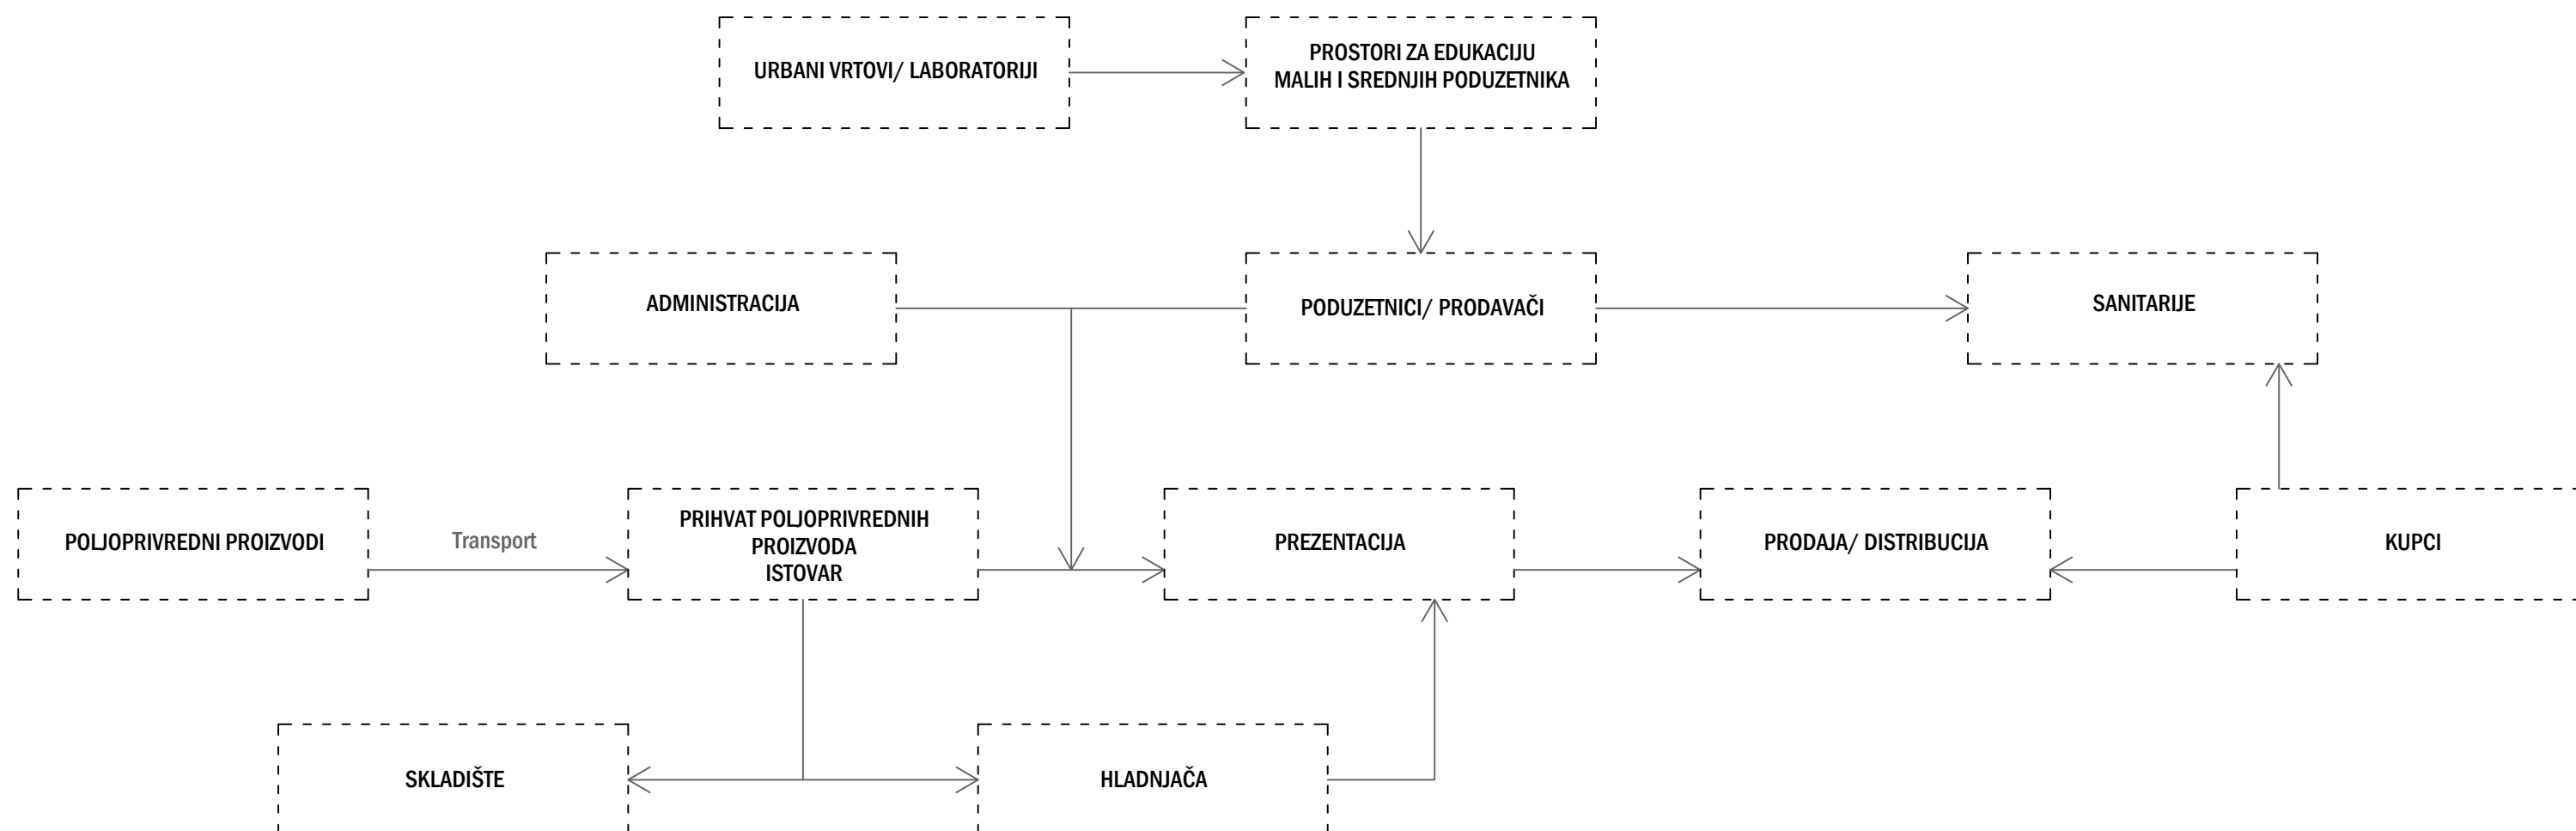 URBANI VRTOVI/ LABORATORIJI
PROSTORI ZA EDUKACIJU
MALIH I SREDNJIH PODUZETNIKA
ADMINISTRACIJA
PODUZETNICI/ PRODAVAČI
SANITARIJE
POLJOPRIVREDNI PROIZVODI
Transport
PRIHVAT POLJOPRIVREDNIH
PROIZVODA
ISTOVAR
PREZENTACIJA
PRODAJA/ DISTRIBUCIJA
KUPCI
SKLADIŠTE
HLADNJAČA